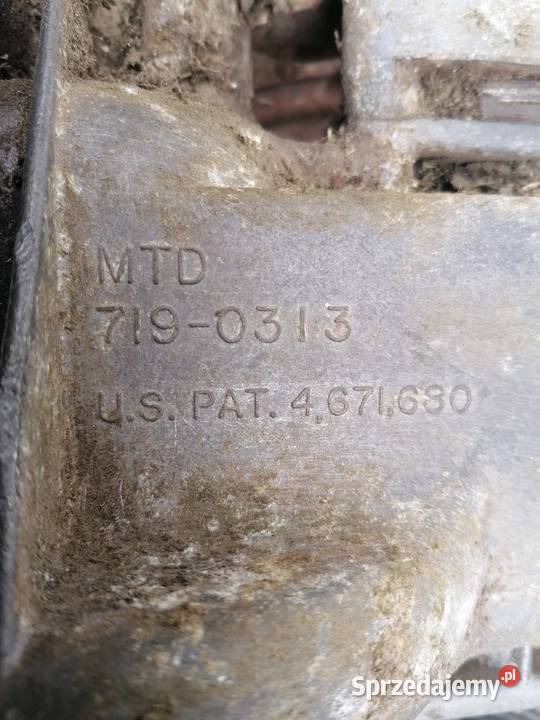 MTD
719-0313
U.S. PAT. 4,671,680
Sprzedajemy.pl